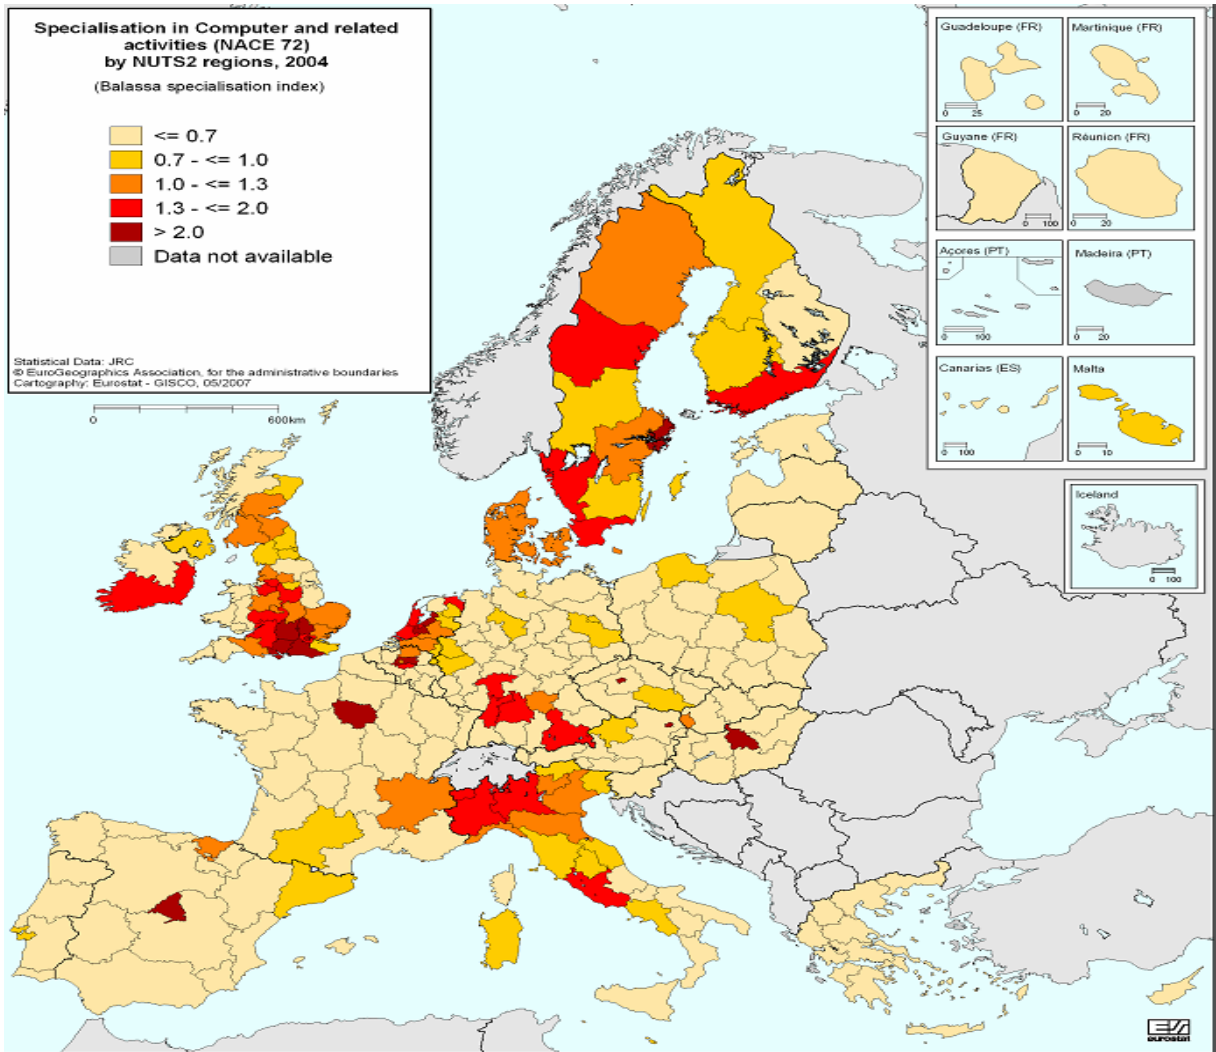 Specialisation in Computer and related
activities (NACE 72)
by NUTS2 regions, 2004
(Balassa specialisation index)
<= 0.7
0.7 - <= 1.0
1.0 - <= 1.3
1.3 - <= 2.0
> 2.0
Data not available
Statistical Data: JRC
© EuroGeographics Association, for the administrative boundaries
Cartography: Eurostat - GISCO, 05/2007
0 600km
Guadeloupe (FR)
0 25
Martinique (FR)
0 20
Guyane (FR)
0 100
Réunion (FR)
0 20
Açores (PT)
0 100
Madeira (PT)
0 20
Canarias (ES)
0 100
Malta
0 10
Iceland
0 100
eurostat